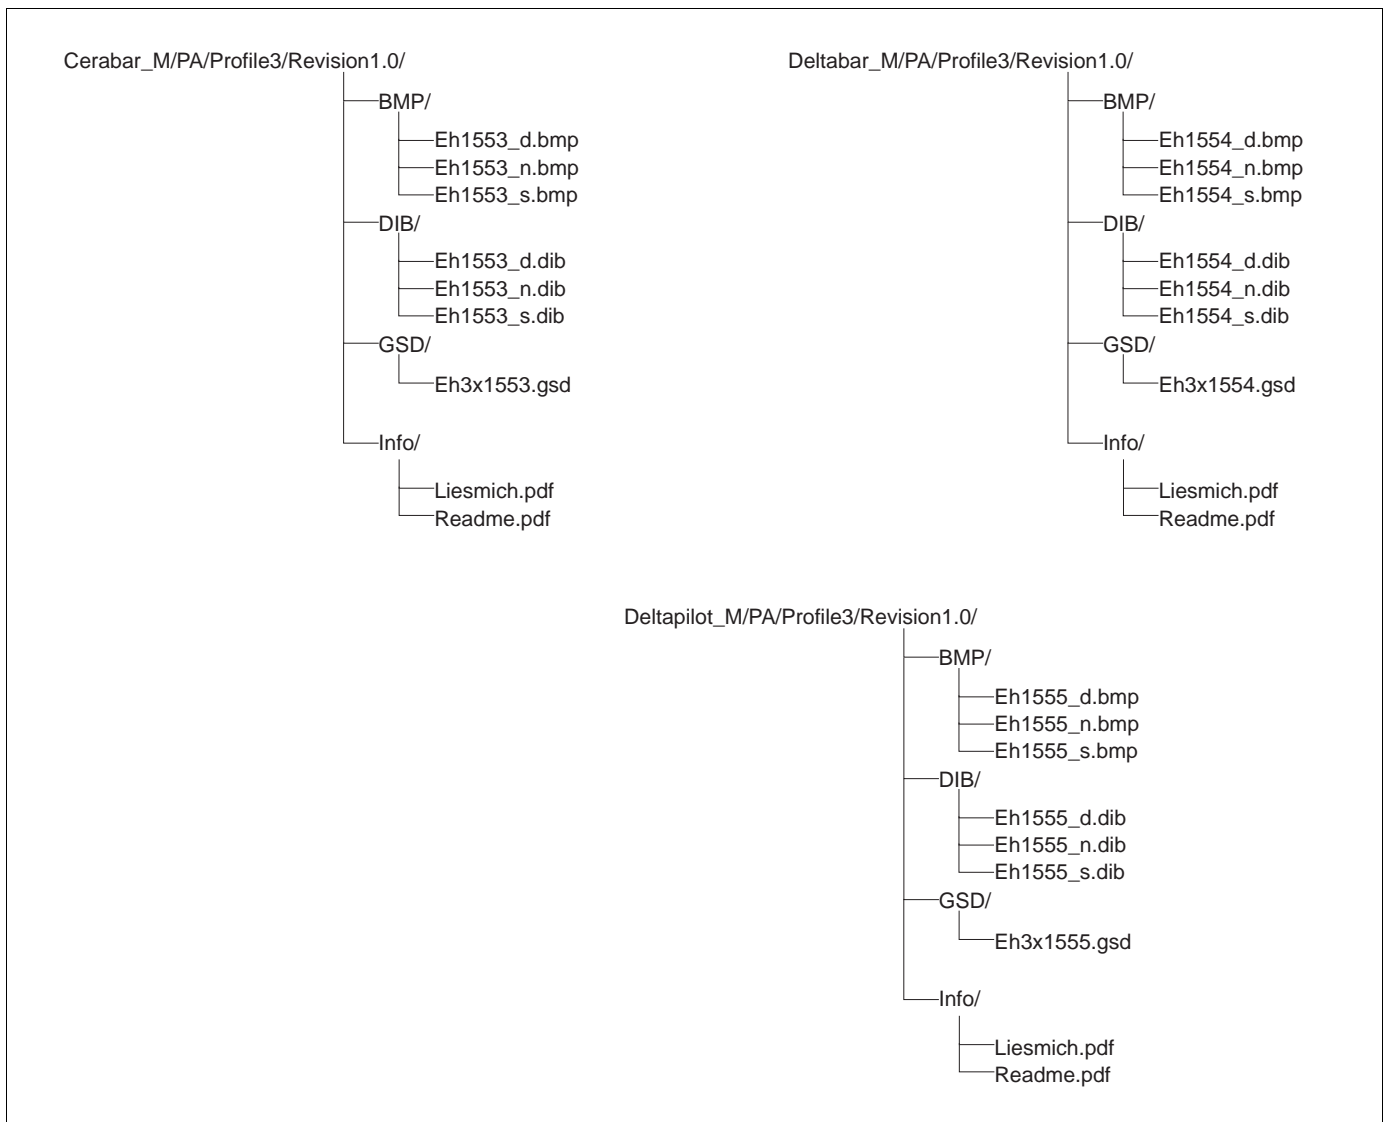 Cerabar_M/PA/Profile3/Revision1.0/
BMP/
Eh1553_d.bmp
Eh1553_n.bmp
Eh1553_s.bmp
DIB/
Eh1553_d.dib
Eh1553_n.dib
Eh1553_s.dib
GSD/
Eh3x1553.gsd
Info/
Liesmich.pdf
Readme.pdf
Deltabar_M/PA/Profile3/Revision1.0/
BMP/
Eh1554_d.bmp
Eh1554_n.bmp
Eh1554_s.bmp
DIB/
Eh1554_d.dib
Eh1554_n.dib
Eh1554_s.dib
GSD/
Eh3x1554.gsd
Info/
Liesmich.pdf
Readme.pdf
Deltapilot_M/PA/Profile3/Revision1.0/
BMP/
Eh1555_d.bmp
Eh1555_n.bmp
Eh1555_s.bmp
DIB/
Eh1555_d.dib
Eh1555_n.dib
Eh1555_s.dib
GSD/
Eh3x1555.gsd
Info/
Liesmich.pdf
Readme.pdf